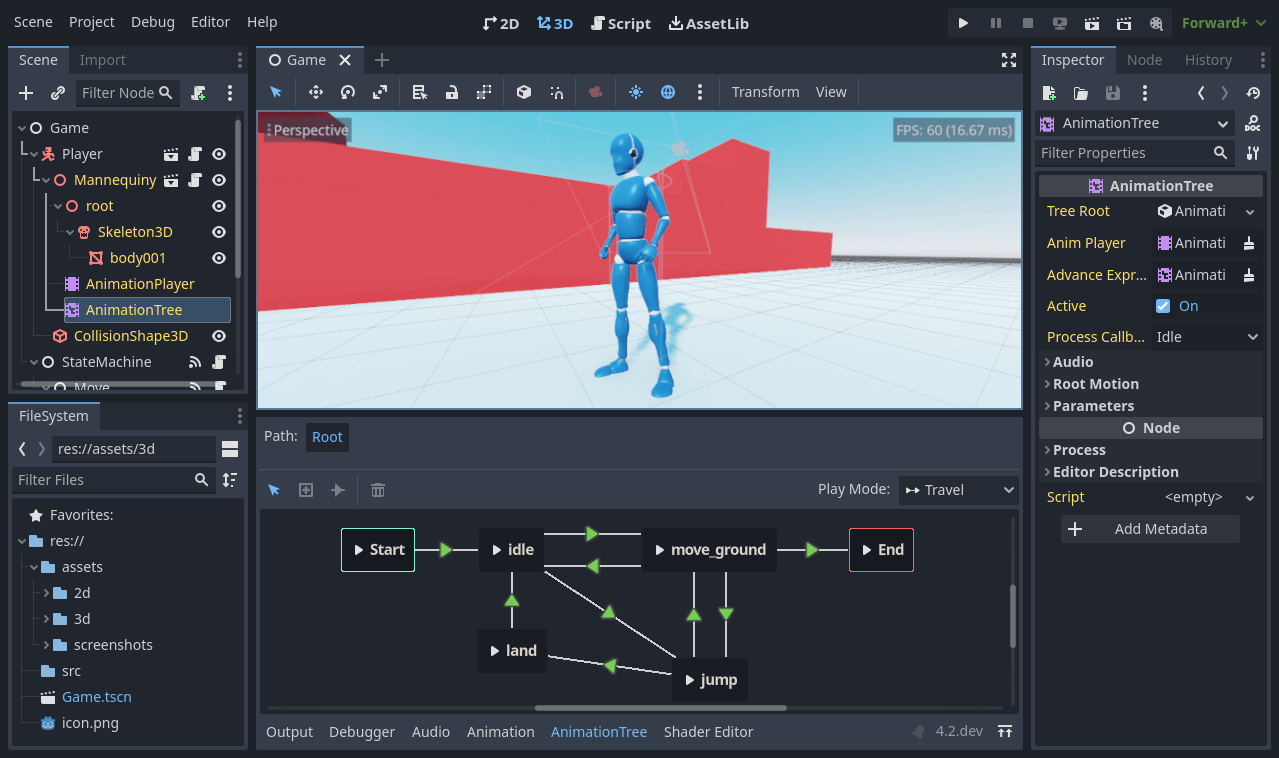 Scene Project Debug Editor Help
2D 3D Script AssetLib
Forward+
Scene Import
Filter Node
Game
Player
Mannequiny
root
Skeleton3D
body001
AnimationPlayer
AnimationTree
CollisionShape3D
StateMachine
Move
FileSystem
res://assets/3d
Filter Files
Favorites:
res://
assets
2d
3d
screenshots
src
Game.tscn
icon.png
Game
Transform View
Perspective
FPS: 60 (16.67 ms)
Path: Root
Play Mode: Travel
Start
idle
move_ground
End
land
jump
Output Debugger Audio Animation AnimationTree Shader Editor
4.2.dev
Inspector Node History
AnimationTree
DOC
Filter Properties
AnimationTree
Tree Root Animati
Anim Player Animati
Advance Expr... Animati
Active On
Process Callb... Idle
Audio
Root Motion
Parameters
Node
Process
Editor Description
Script <empty>
Add Metadata